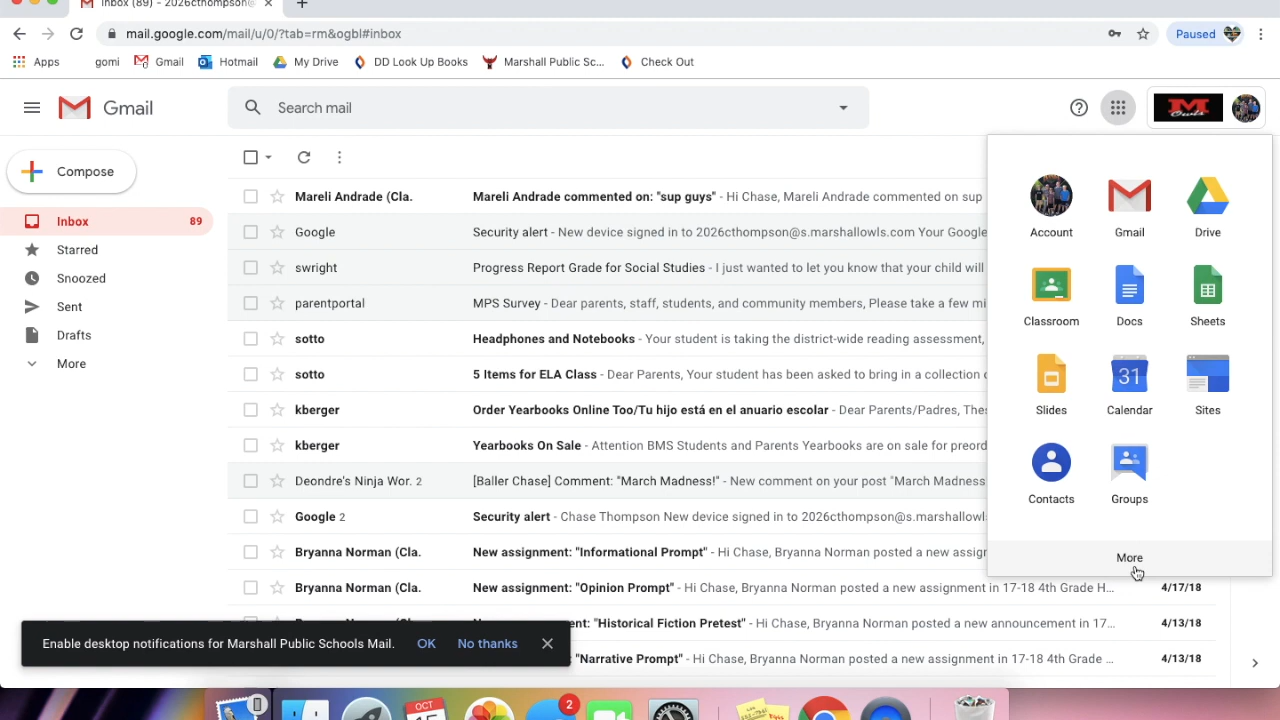 Inbox (89) - 2026cthompson@
mail.google.com/mail/u/0/?tab=rm&ogbl#inbox
Paused
Apps gomi Gmail Hotmail My Drive DD Look Up Books Marshall Public Sc... Check Out
Gmail
Search mail
M Owls
Compose
Inbox 89
Starred
Snoozed
Sent
Drafts
More
Mareli Andrade (Cla. Mareli Andrade commented on: "sup guys" - Hi Chase, Mareli Andrade commented on sup
Google Security alert - New device signed in to 2026cthompson@s.marshallowls.com Your Google
swright Progress Report Grade for Social Studies - I just wanted to let you know that your child will
parentportal MPS Survey - Dear parents, staff, students, and community members, Please take a few mi
sotto Headphones and Notebooks - Your student is taking the district-wide reading assessment,
sotto 5 Items for ELA Class - Dear Parents, Your student has been asked to bring in a collection
kberger Order Yearbooks Online Too/Tu hijo está en el anuario escolar - Dear Parents/Padres, Thes
kberger Yearbooks On Sale - Attention BMS Students and Parents Yearbooks are on sale for preord
Deondre's Ninja Wor. 2 [Baller Chase] Comment: "March Madness!" - New comment on your post "March Madness
Google 2 Security alert - Chase Thompson New device signed in to 2026cthompson@s.marshallowl
Bryanna Norman (Cla. New assignment: "Informational Prompt" - Hi Chase, Bryanna Norman posted a new assign
Bryanna Norman (Cla. New assignment: "Opinion Prompt" - Hi Chase, Bryanna Norman posted a new assignment in 17-18 4th Grade H... 4/17/18
ent: "Historical Fiction Pretest" - Hi Chase, Bryanna Norman posted a new announcement in 17... 4/13/18
"Narrative Prompt" - Hi Chase, Bryanna Norman posted a new assignment in 17-18 4th Grade ... 4/13/18
Account Gmail Drive
Classroom Docs Sheets
31
Slides Calendar Sites
Contacts Groups
More
Enable desktop notifications for Marshall Public Schools Mail. OK No thanks
OCT
2